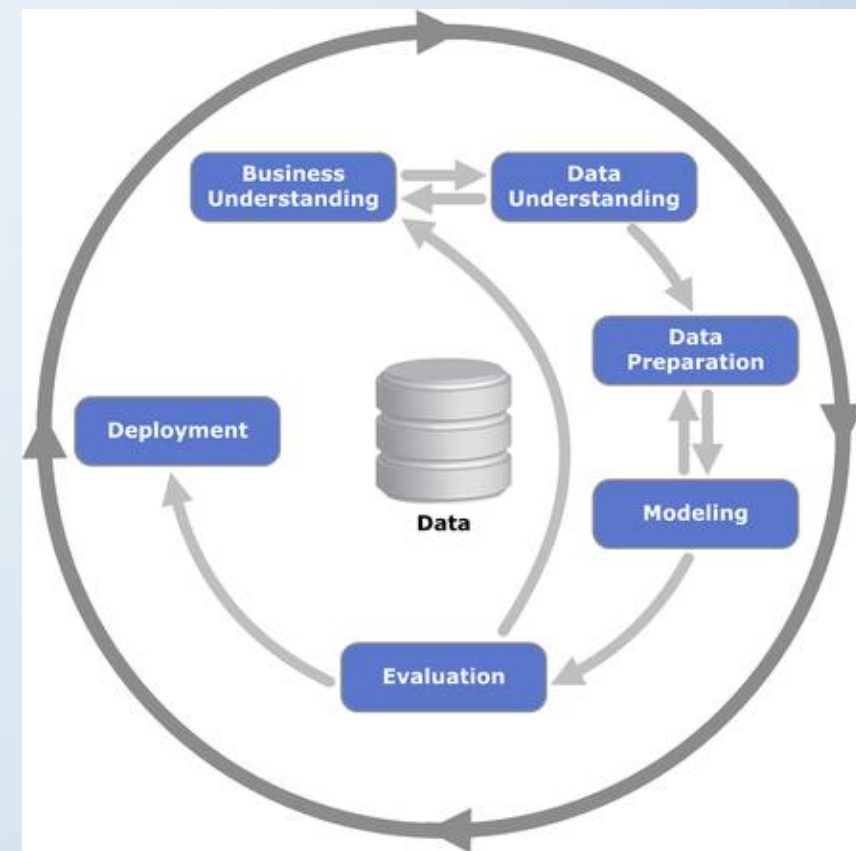 Business
Understanding
Data
Understanding
Data
Preparation
Deployment
Modeling
Data
Evaluation